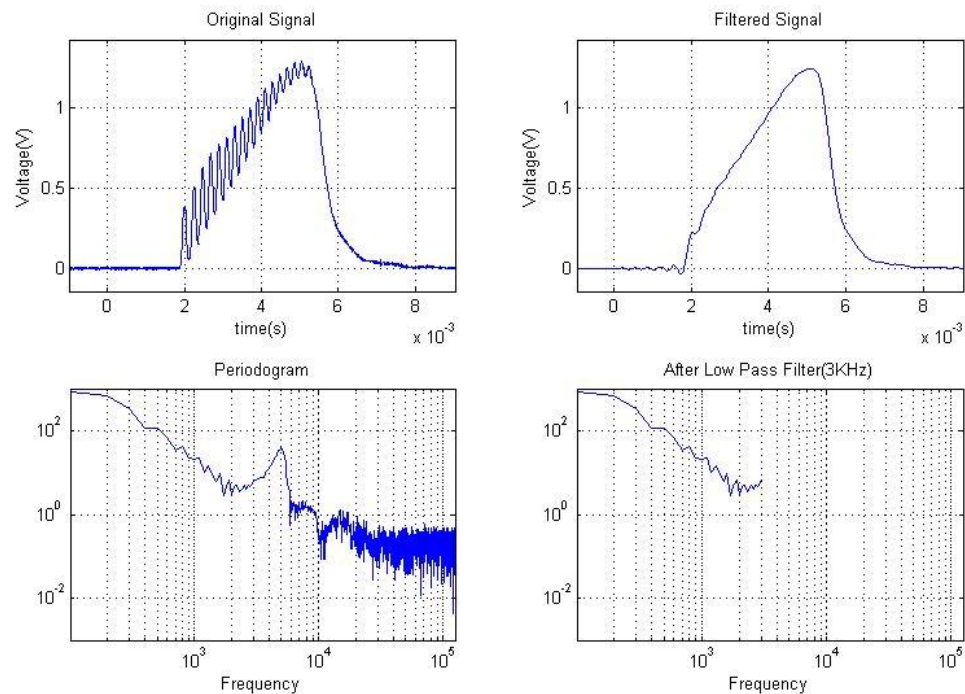 Original Signal
Voltage(V)
1
0.5
0
0 2 4 6 8
time(s)
x 10-3
Filtered Signal
Voltage(V)
1
0.5
0
0 2 4 6 8
time(s)
x 10-3
Periodogram
10^2
10^0
10^-2
10^3 10^4 10^5
Frequency
After Low Pass Filter(3KHz)
10^2
10^0
10^-2
10^3 10^4 10^5
Frequency